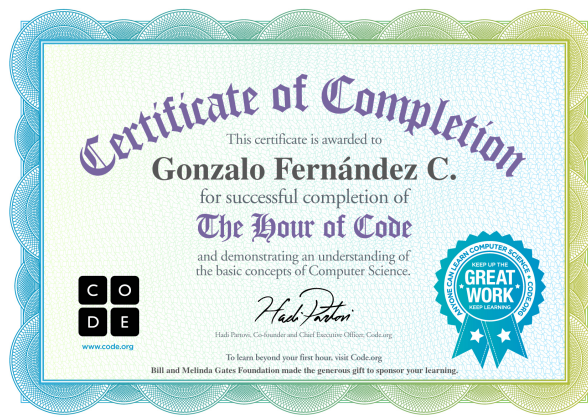 Certificate of Completion
This certificate is awarded to
Gonzalo Fernández C.
for successful completion of
The Hour of Code
and demonstrating an understanding of
the basic concepts of Computer Science.
C O
D E
www.code.org
Hadi Partovi
Hadi Partovi, Co-founder and Chief Executive Officer, Code.org
ANYONE CAN LEARN COMPUTER SCIENCE • CODE.ORG
KEEP UP THE
GREAT
WORK
KEEP LEARNING
To learn beyond your first hour, visit Code.org
Bill and Melinda Gates Foundation made the generous gift to sponsor your learning.